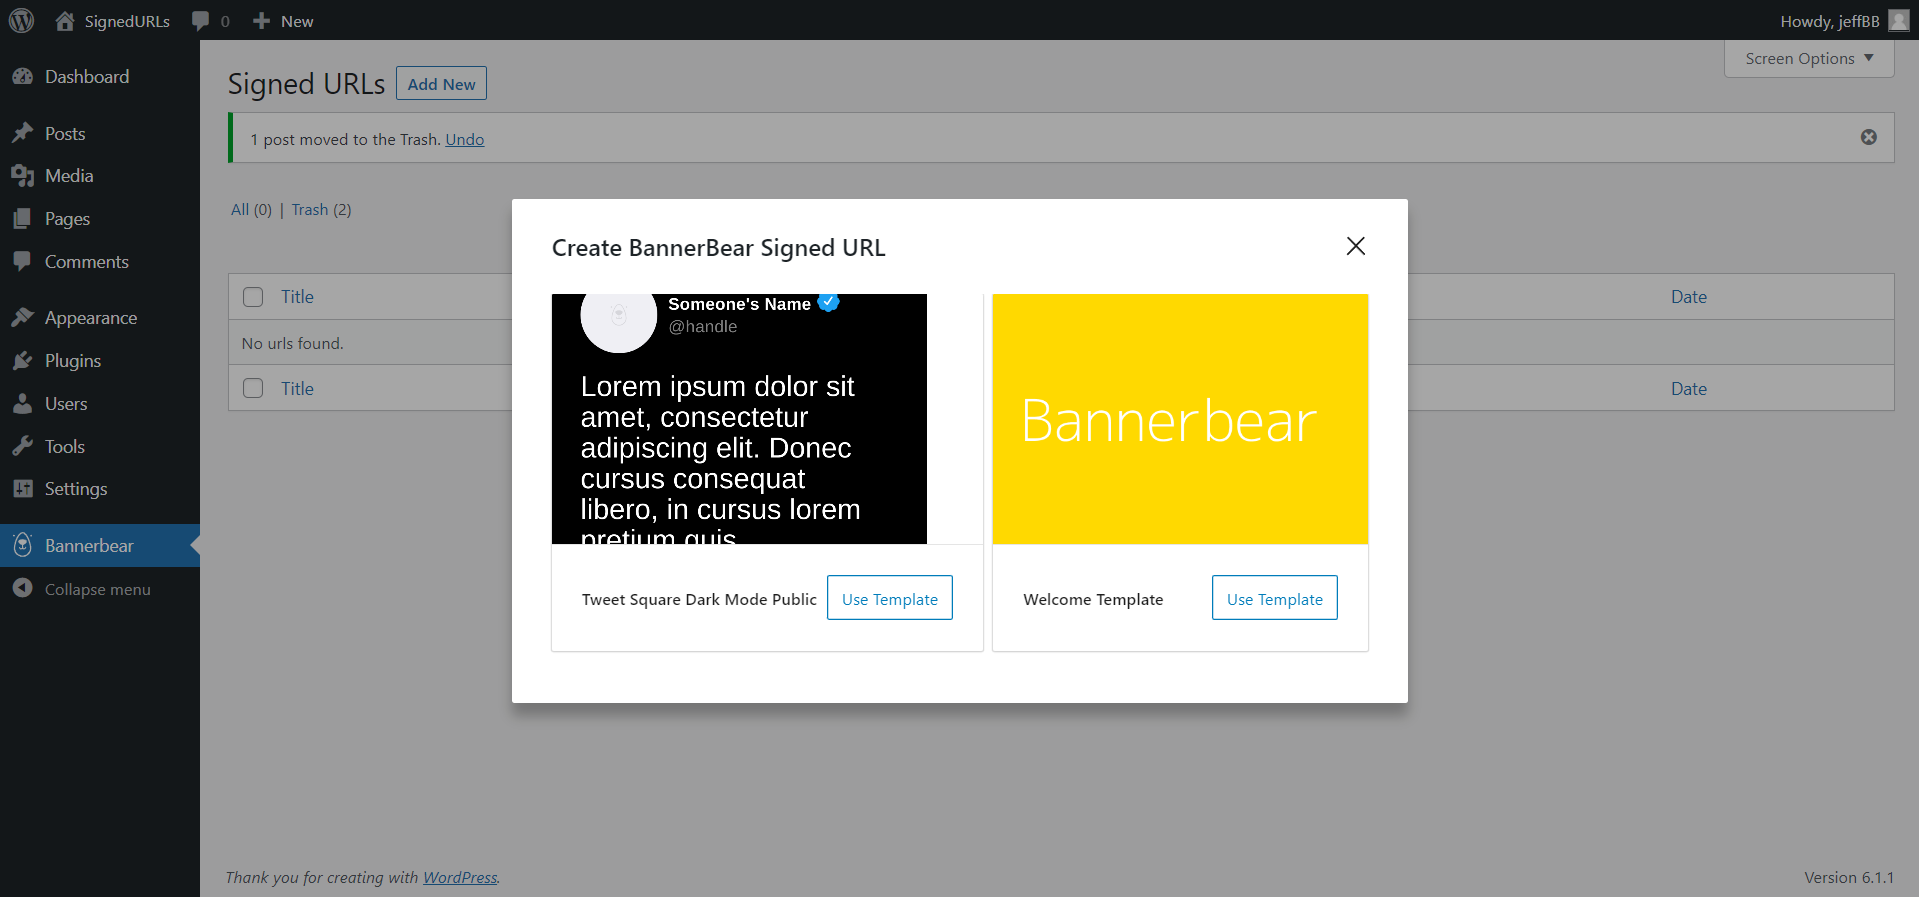 SignedURLs
0
New
Howdy, jeffBB
Dashboard
Posts
Media
Pages
Comments
Appearance
Plugins
Users
Tools
Settings
Bannerbear
Collapse menu
Screen Options
Signed URLs
Add New
1 post moved to the Trash. Undo
All (0) | Trash (2)
Title
Date
No urls found.
Title
Date
Create BannerBear Signed URL
Someone's Name
@handle
Lorem ipsum dolor sit
amet, consectetur
adipiscing elit. Donec
cursus consequat
libero, in cursus lorem
pretium quis
Tweet Square Dark Mode Public
Use Template
Bannerbear
Welcome Template
Use Template
Thank you for creating with WordPress.
Version 6.1.1